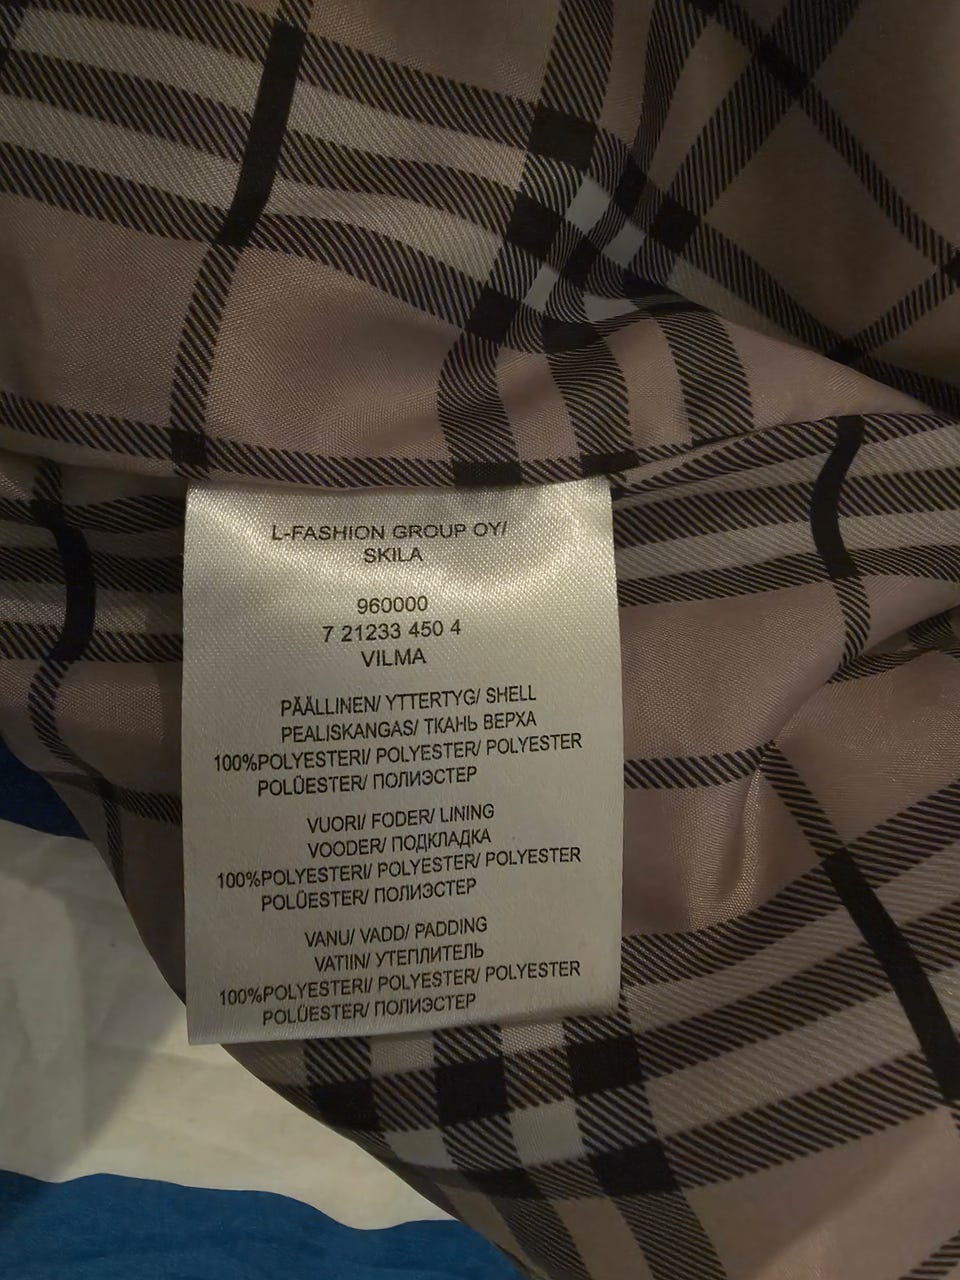 L-FASHION GROUP OY/
SKILA
960000
7 21233 450 4
VILMA
PÄÄLLINEN/ YTTERTYG/ SHELL
PEALISKANGAS/ ТКАНЬ ВЕРХА
100%POLYESTERI/ POLYESTER/ POLYESTER
POLÜESTER/ ПОЛИЭСТЕР
VUORI/ FODER/ LINING
VOODER/ ПОДКЛАДКА
100%POLYESTERI/ POLYESTER/ POLYESTER
POLÜESTER/ ПОЛИЭСТЕР
VANU/ VADD/ PADDING
VATIIN/ УТЕПЛИТЕЛЬ
100%POLYESTERI/ POLYESTER/ POLYESTER
POLÜESTER/ ПОЛИЭСТЕР